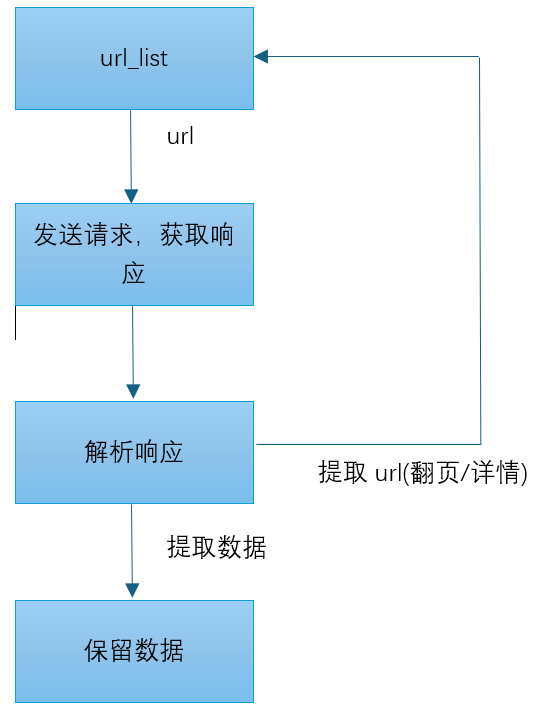 url_list
url
发送请求，获取响
应
解析响应
提取 url(翻页/详情)
提取数据
保留数据